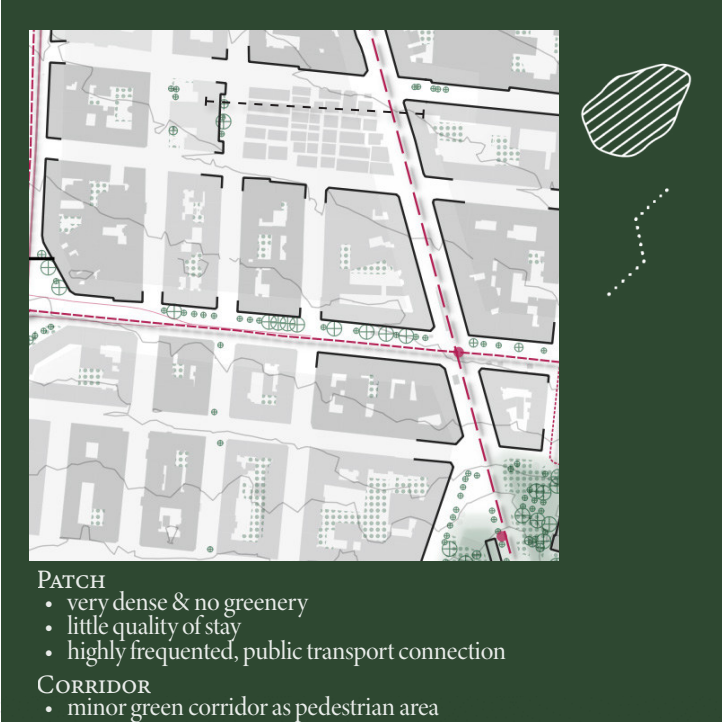 PATCH
• very dense & no greenery
• little quality of stay
• highly frequented, public transport connection
CORRIDOR
• minor green corridor as pedestrian area